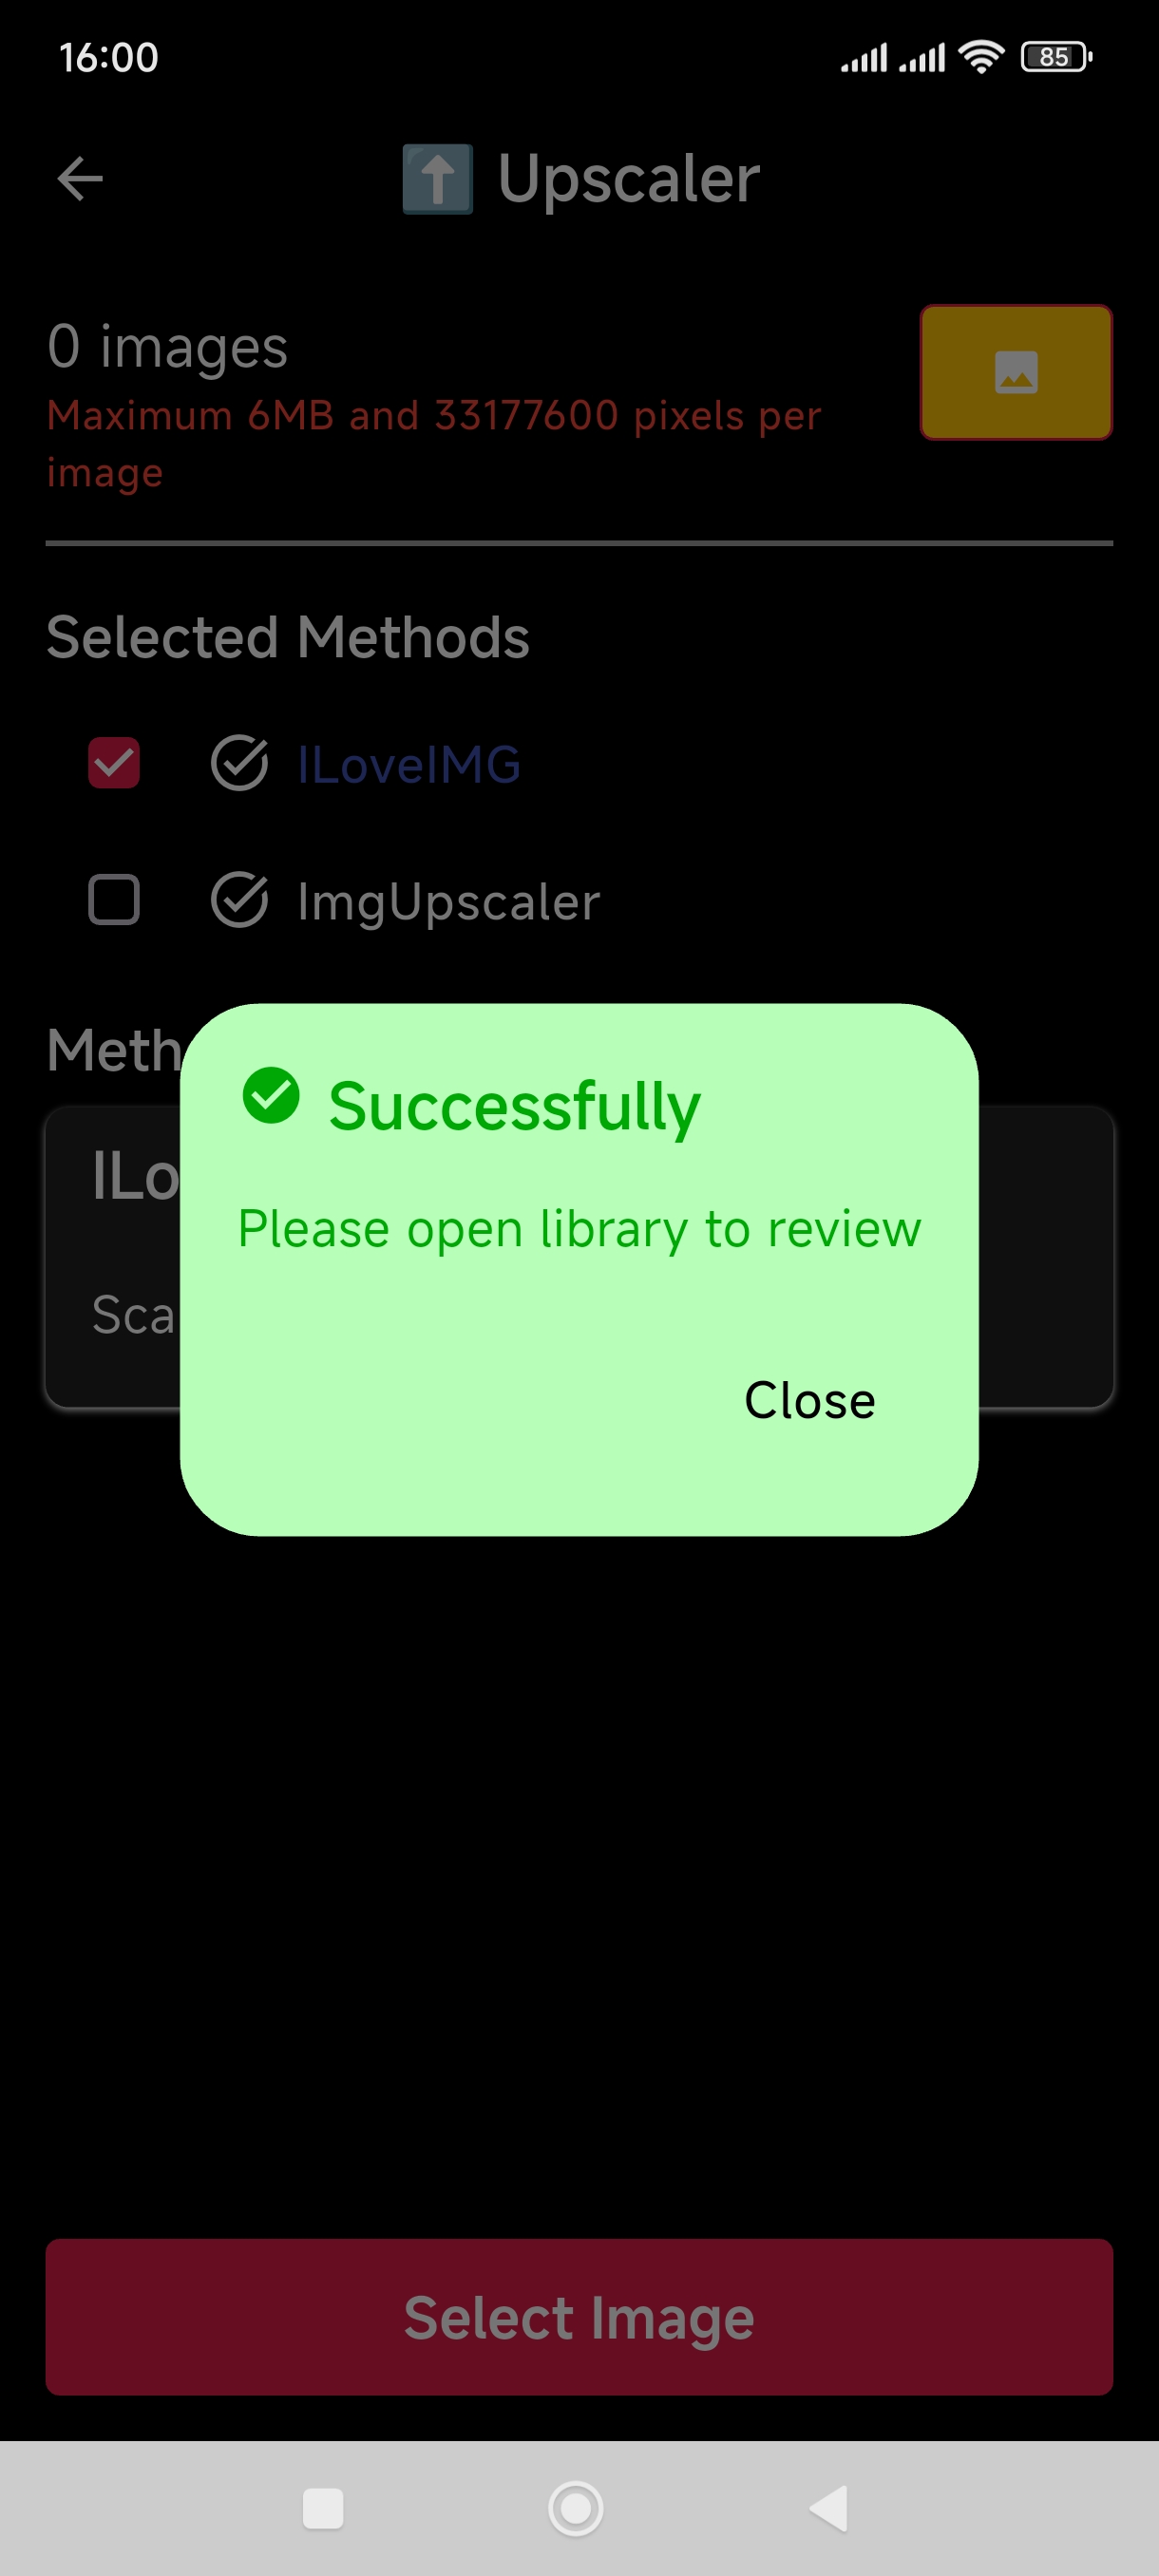 16:00
85
Upscaler
0 images
Maximum 6MB and 33177600 pixels per
image
Selected Methods
ILoveIMG
ImgUpscaler
Meth
ILo
Sca
Successfully
Please open library to review
Close
Select Image